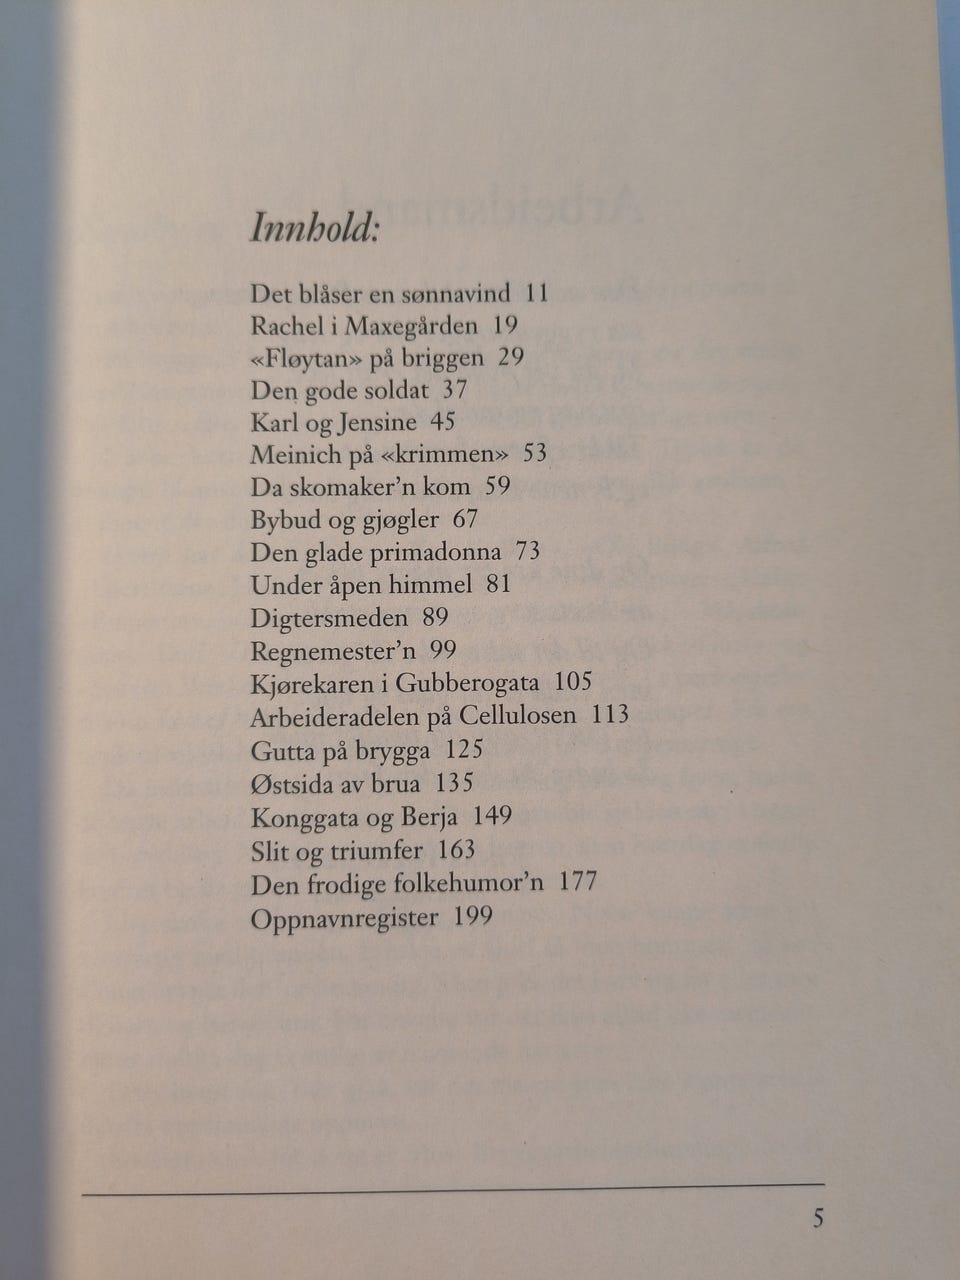 Innhold:
Det blåser en sønnavind 11
Rachel i Maxegården 19
«Fløytan» på briggen 29
Den gode soldat 37
Karl og Jensine 45
Meinich på «krimmen» 53
Da skomaker'n kom 59
Bybud og gjøgler 67
Den glade primadonna 73
Under åpen himmel 81
Digtersmeden 89
Regnemester'n 99
Kjørekaren i Gubberogata 105
Arbeideradelen på Cellulosen 113
Gutta på brygga 125
Østsida av brua 135
Konggata og Berja 149
Slit og triumfer 163
Den frodige folkehumor'n 177
Oppnavnregister 199
5